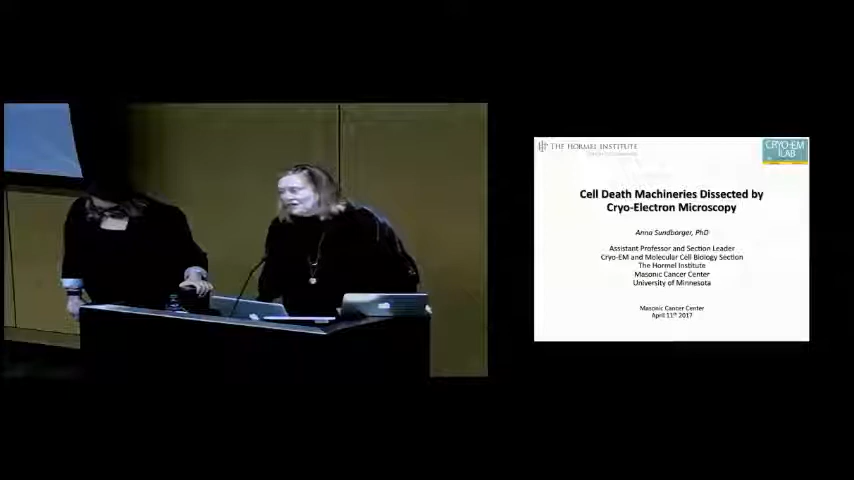 THE HORMEL INSTITUTE
CRYO-EM
LAB
Cell Death Machineries Dissected by
Cryo-Electron Microscopy
Anna Sundborger, PhD
Assistant Professor and Section Leader
Cryo-EM and Molecular Cell Biology Section
The Hormel Institute
Masonic Cancer Center
University of Minnesota
Masonic Cancer Center
April 11th 2017